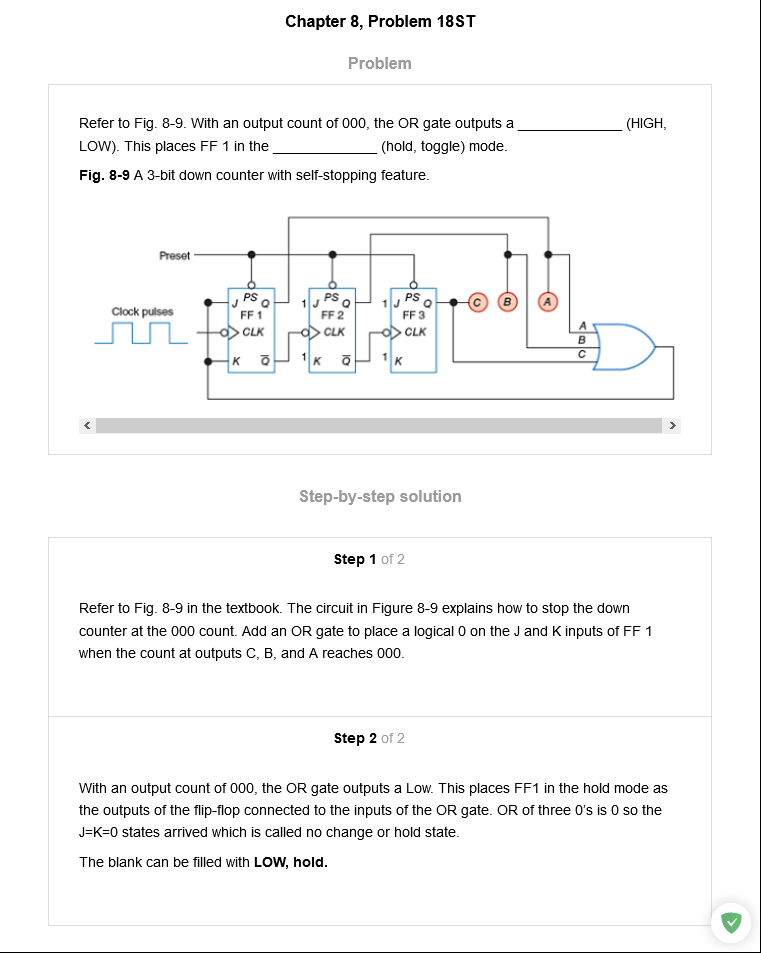 Chapter 8, Problem 18ST
Problem
Refer to Fig. 8-9. With an output count of 000, the OR gate outputs a _____________ (HIGH,
LOW). This places FF 1 in the _____________ (hold, toggle) mode.
Fig. 8-9 A 3-bit down counter with self-stopping feature.
Preset
Clock pulses
J PS Q
FF 1
CLK
K Q̅
1 J PS Q
FF 2
CLK
1 K Q̅
1 J PS Q
FF 3
CLK
1 K
C B A
A
B
C
< >
Step-by-step solution
Step 1 of 2
Refer to Fig. 8-9 in the textbook. The circuit in Figure 8-9 explains how to stop the down
counter at the 000 count. Add an OR gate to place a logical 0 on the J and K inputs of FF 1
when the count at outputs C, B, and A reaches 000.
Step 2 of 2
With an output count of 000, the OR gate outputs a Low. This places FF1 in the hold mode as
the outputs of the flip-flop connected to the inputs of the OR gate. OR of three 0's is 0 so the
J=K=0 states arrived which is called no change or hold state.
The blank can be filled with LOW, hold.